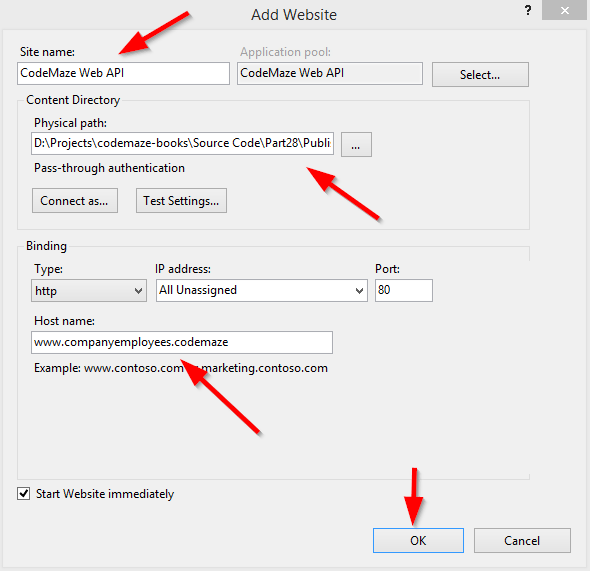 Add Website
?
Site name: Application pool:
CodeMaze Web API CodeMaze Web API Select...
Content Directory
Physical path:
D:\Projects\codemaze-books\Source Code\Part28\Publi
...
Pass-through authentication
Connect as... Test Settings...
Binding
Type: IP address: Port:
http All Unassigned 80
Host name:
www.companyemployees.codemaze
Example: www.contoso.com marketing.contoso.com
Start Website immediately
OK Cancel